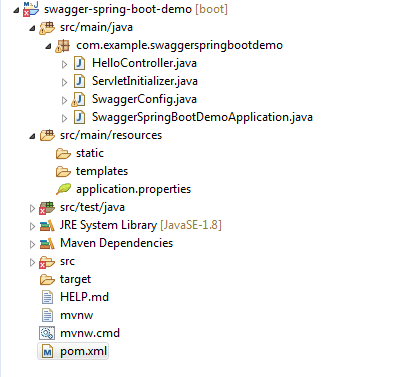 swagger-spring-boot-demo [boot]
src/main/java
com.example.swaggerspringbootdemo
HelloController.java
ServletInitializer.java
SwaggerConfig.java
SwaggerSpringBootDemoApplication.java
src/main/resources
static
templates
application.properties
src/test/java
JRE System Library [JavaSE-1.8]
Maven Dependencies
src
target
HELP.md
mvnw
mvnw.cmd
pom.xml